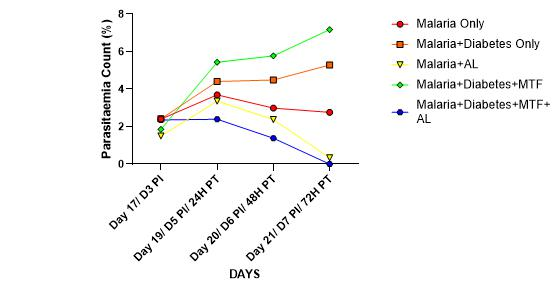 Parasitaemia Count (%)
8
6
4
2
0
Day 17/ D3 PI
Day 19/ D5 PI/ 24H PT
Day 20/ D6 PI/ 48H PT
Day 21/ D7 PI/ 72H PT
DAYS
Malaria Only
Malaria+Diabetes Only
Malaria+AL
Malaria+Diabetes+MTF
Malaria+Diabetes+MTF+
AL